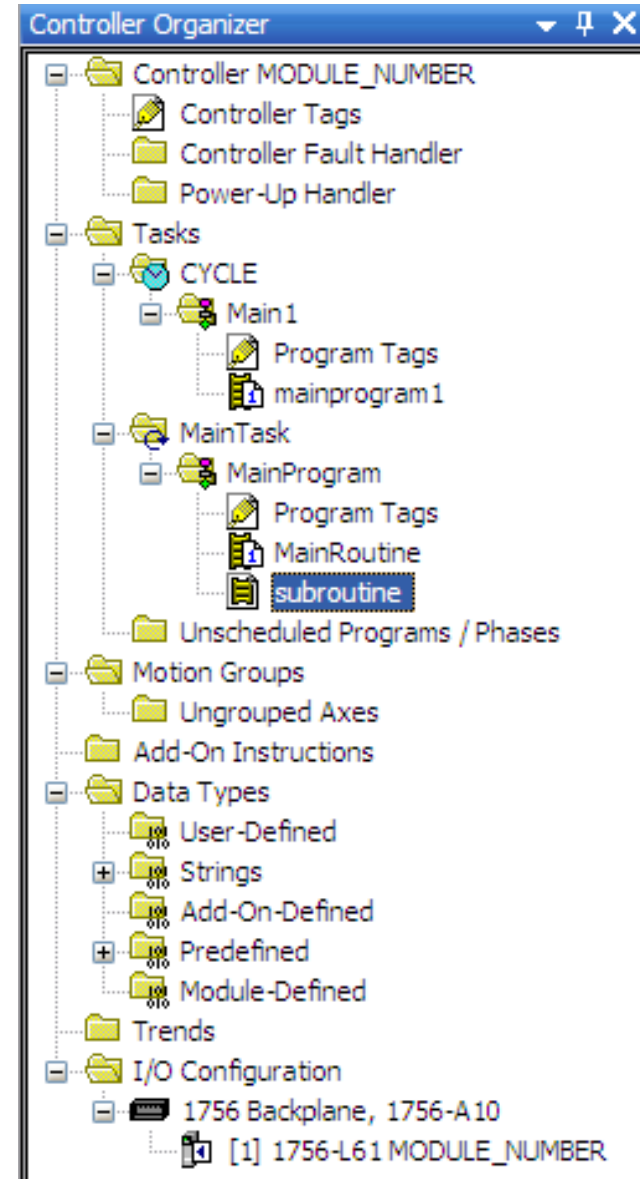 Controller Organizer
Controller MODULE_NUMBER
Controller Tags
Controller Fault Handler
Power-Up Handler
Tasks
CYCLE
Main1
Program Tags
mainprogram1
MainTask
MainProgram
Program Tags
MainRoutine
subroutine
Unscheduled Programs / Phases
Motion Groups
Ungrouped Axes
Add-On Instructions
Data Types
User-Defined
Strings
Add-On-Defined
Predefined
Module-Defined
Trends
I/O Configuration
1756 Backplane, 1756-A10
[1] 1756-L61 MODULE_NUMBER